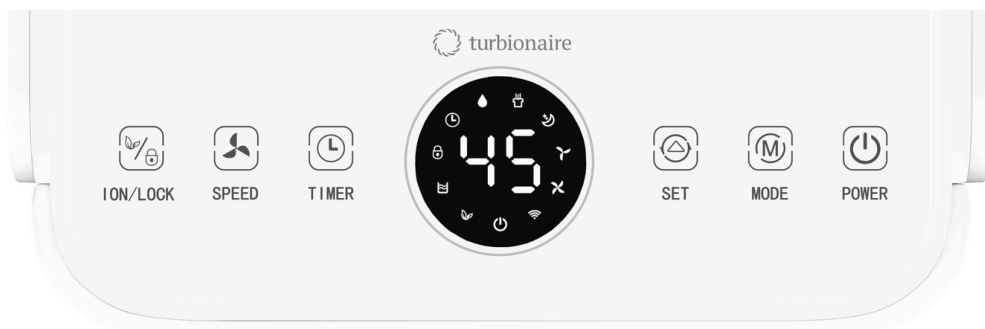 turbionaire
45
ION/LOCK
SPEED
TIMER
SET
M
MODE
POWER